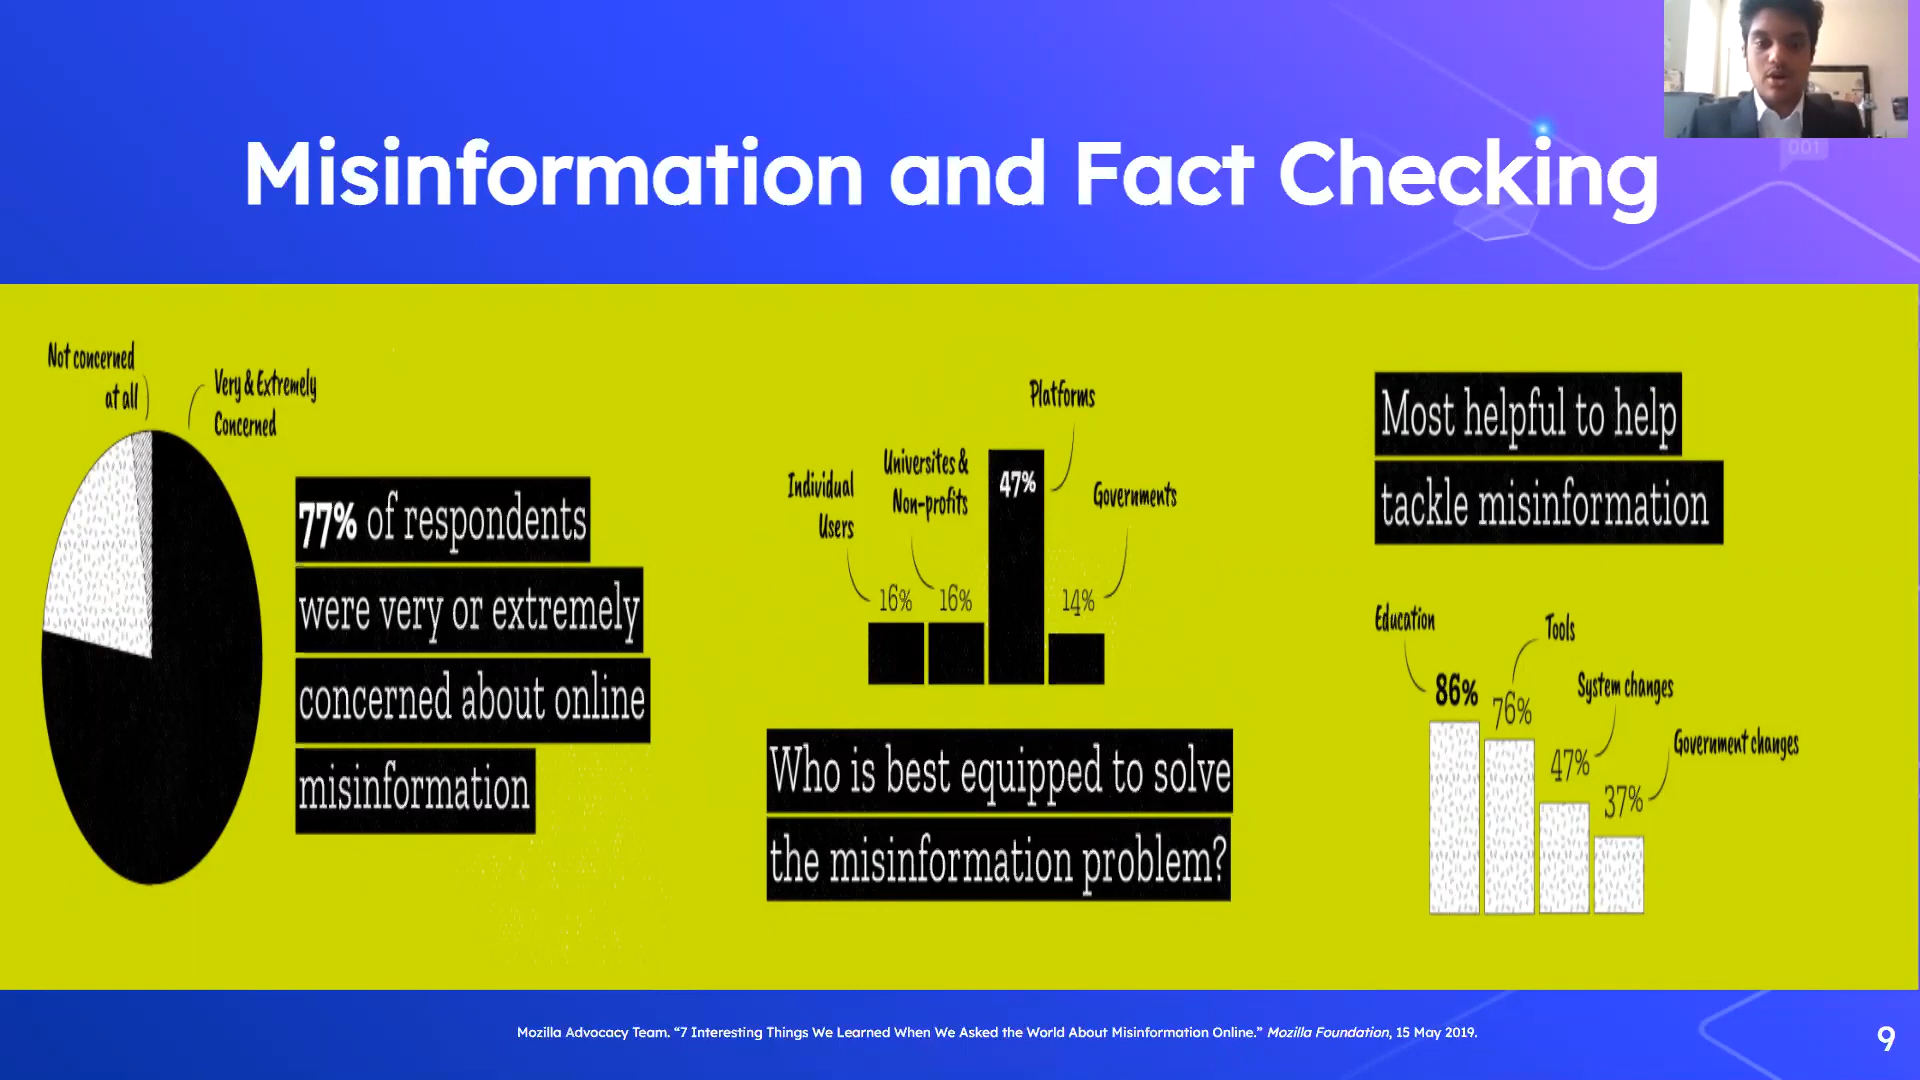 001
Misinformation and Fact Checking
Not concerned
at all
Very & Extremely
Concerned
77% of respondents
were very or extremely
concerned about online
misinformation
Platforms
Universites &
Non-profits
Individual
Users
Governments
47%
16%
16%
14%
Who is best equipped to solve
the misinformation problem?
Most helpful to help
tackle misinformation
Education
Tools
System changes
Government changes
86%
76%
47%
37%
Mozilla Advocacy Team. “7 Interesting Things We Learned When We Asked the World About Misinformation Online.” Mozilla Foundation, 15 May 2019.
9